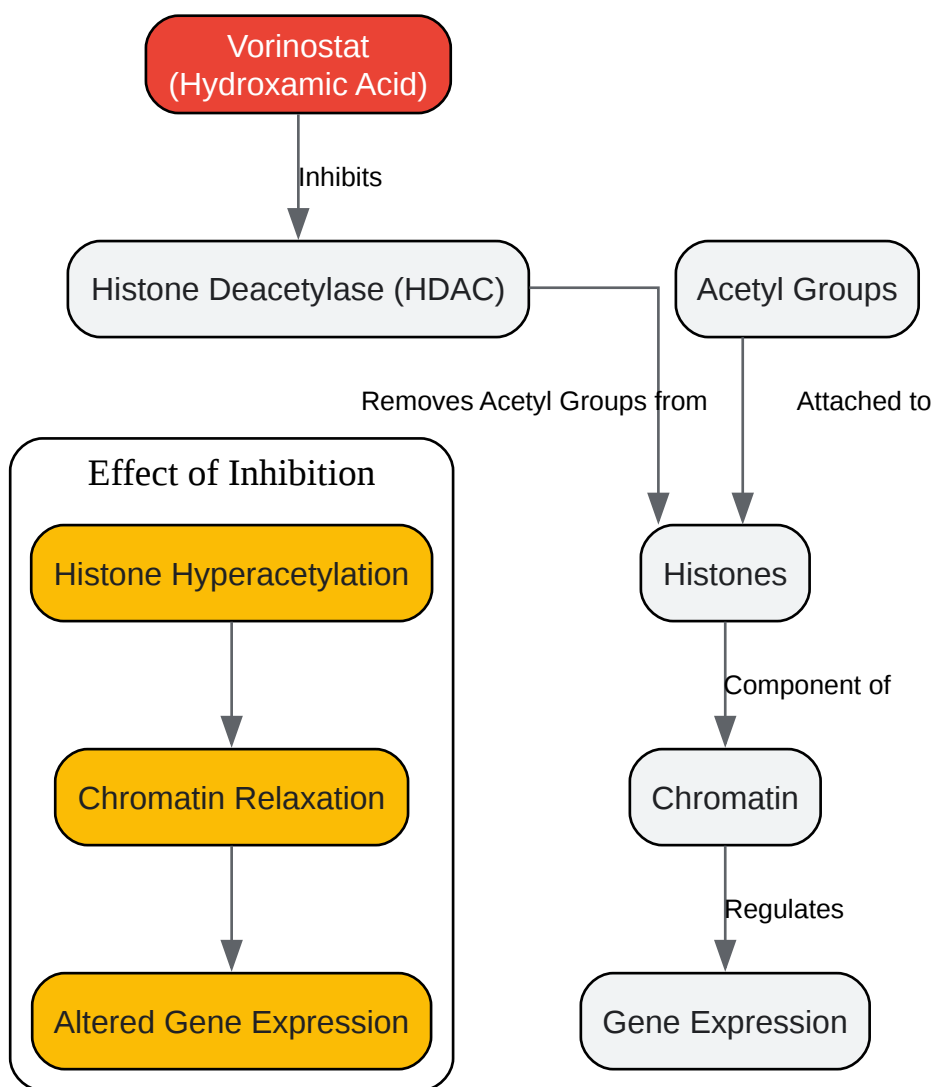 Vorinostat
(Hydroxamic Acid)
Inhibits
Histone Deacetylase (HDAC)
Acetyl Groups
Removes Acetyl Groups from
Attached to
Effect of Inhibition
Histone Hyperacetylation
Histones
Component of
Chromatin Relaxation
Chromatin
Regulates
Altered Gene Expression
Gene Expression